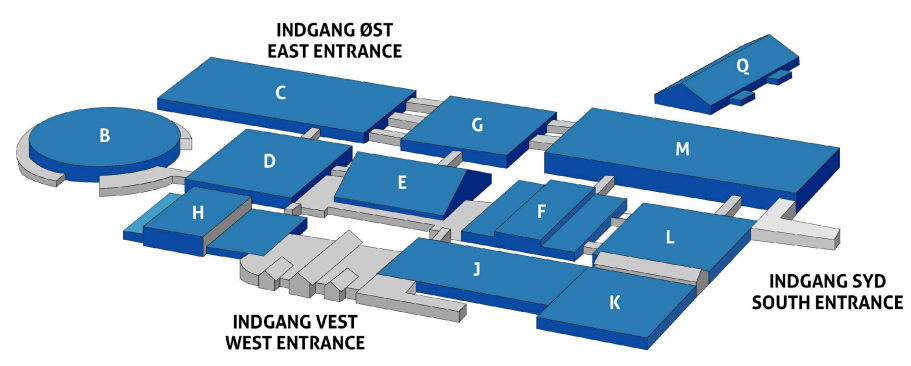 INDGANG ØST
EAST ENTRANCE
Q
C
B
G
M
D
E
H
F
L
J
K
INDGANG SYD
SOUTH ENTRANCE
INDGANG VEST
WEST ENTRANCE